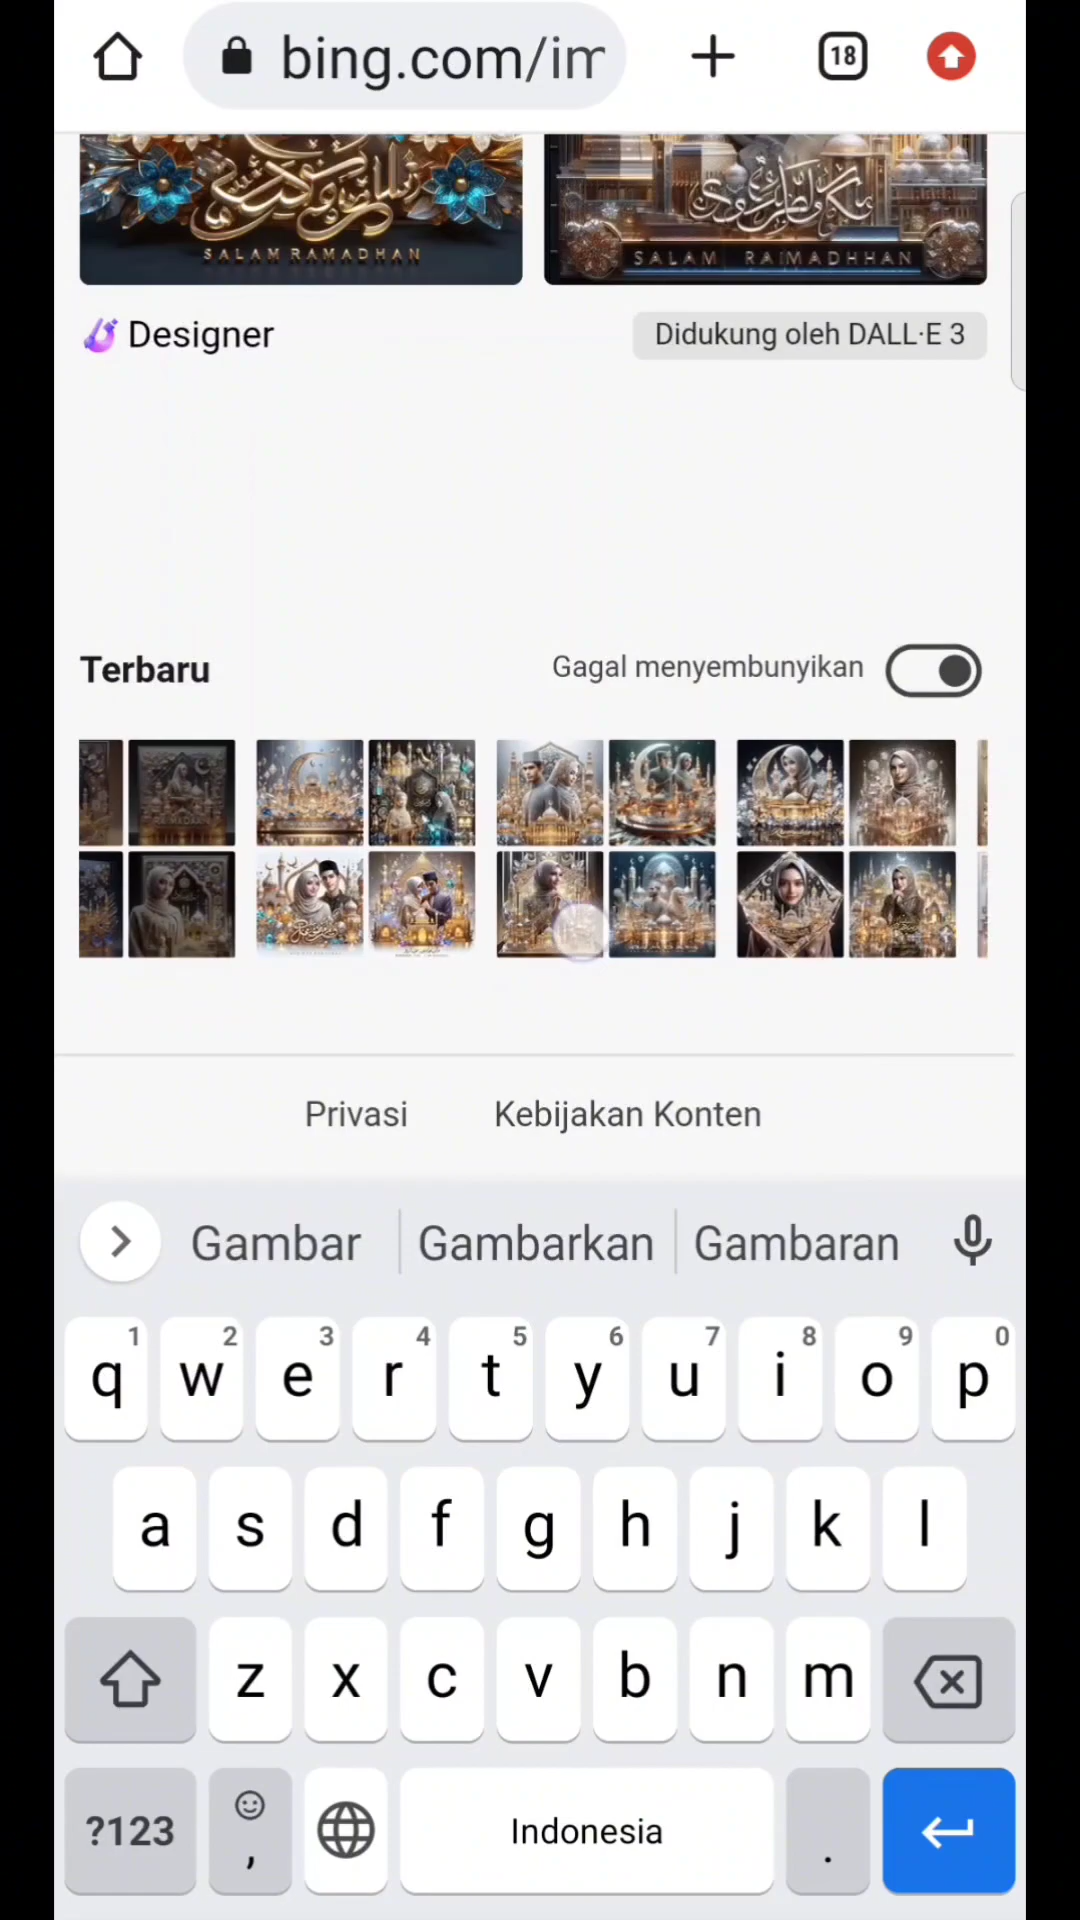 bing.com/im
18
SALAM RAMADHAN
SALAM RAIMADHHAN
Designer
Didukung oleh DALL·E 3
Terbaru
Gagal menyembunyikan
Privasi
Kebijakan Konten
Gambar
Gambarkan
Gambaran
1 2 3 4 5 6 7 8 9 0
q w e r t y u i o p
a s d f g h j k l
z x c v b n m
?123
,
Indonesia
.